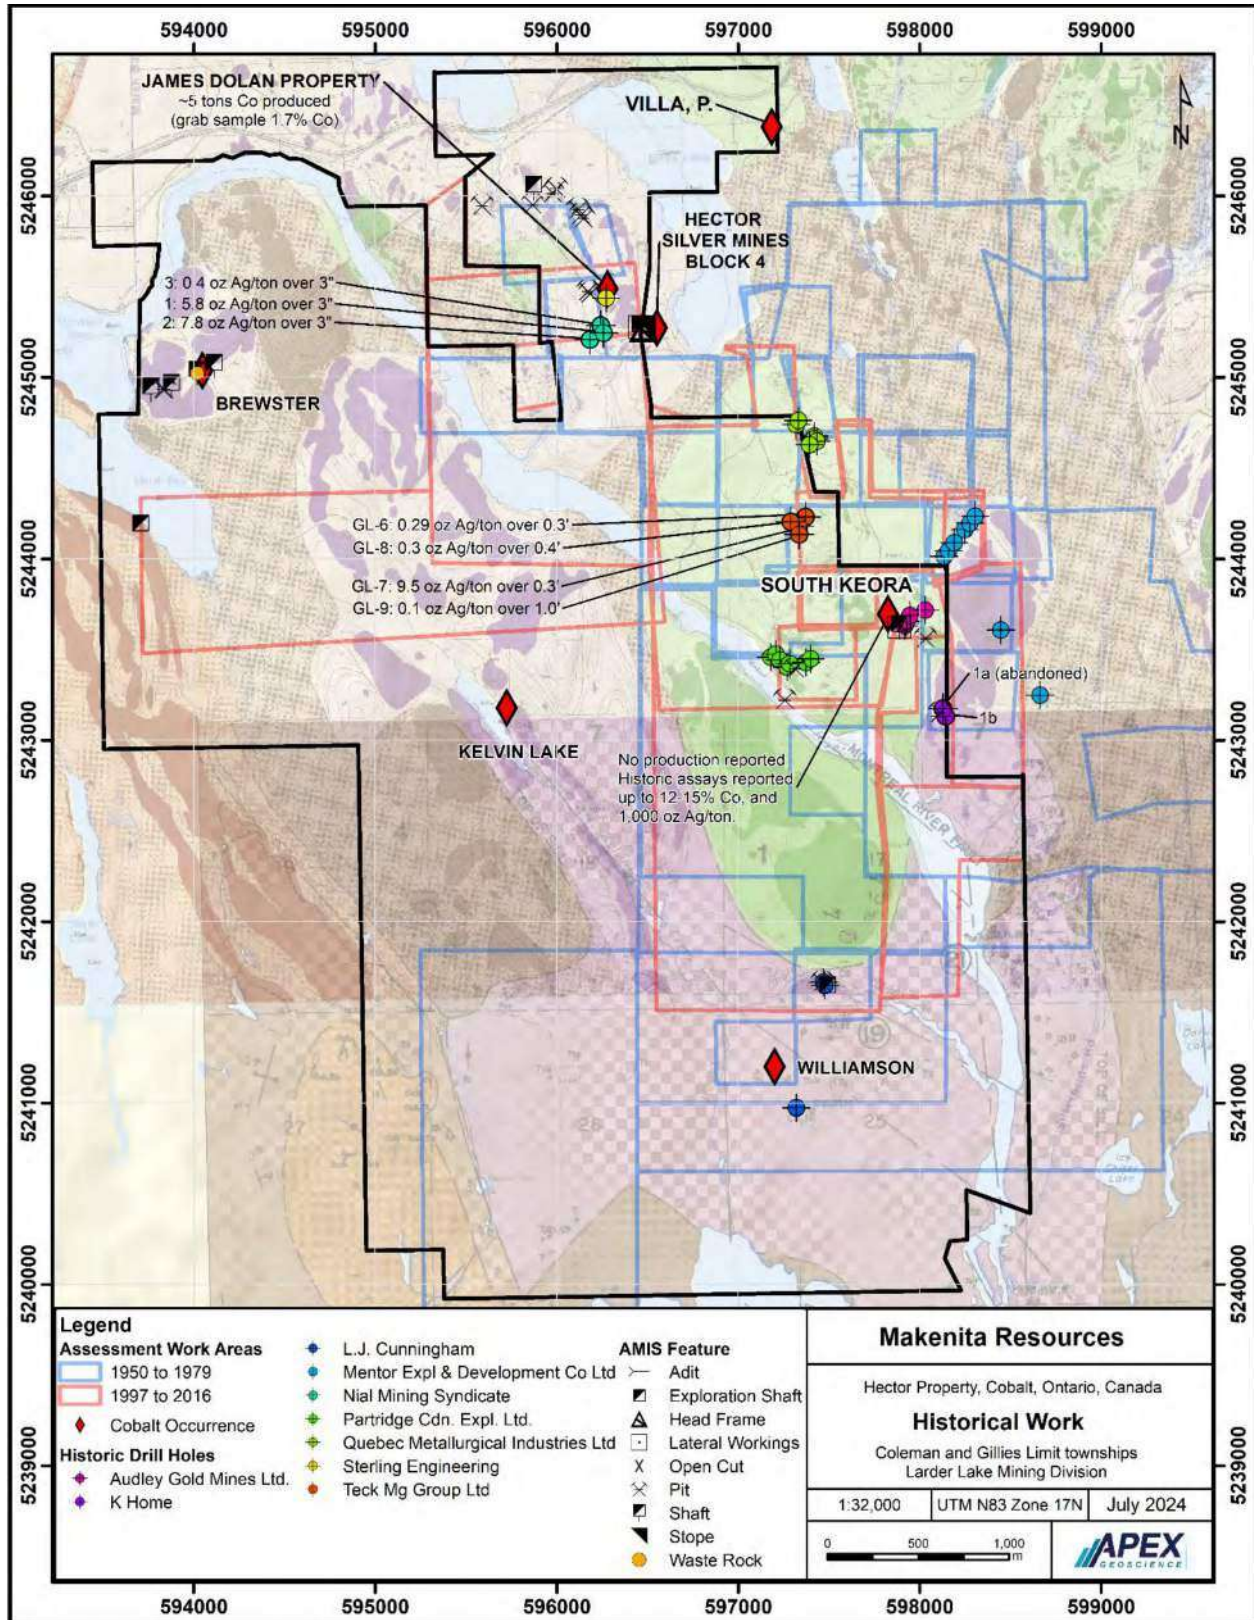 594000
595000
596000
597000
598000
599000
JAMES DOLAN PROPERTY
~5 tons Co produced
(grab sample 1.7% Co)
VILLA, P.
N
5246000
5246000
HECTOR
SILVER MINES
BLOCK 4
3: 0.4 oz Ag/ton over 3"
1: 5.8 oz Ag/ton over 3"
2: 7.8 oz Ag/ton over 3"
BREWSTER
5245000
5245000
GL-6: 0.29 oz Ag/ton over 0.3'
GL-8: 0.3 oz Ag/ton over 0.4'
GL-7: 9.5 oz Ag/ton over 0.3'
GL-9: 0.1 oz Ag/ton over 1.0'
5244000
5244000
SOUTH KEORA
1a (abandoned)
1b
KELVIN LAKE
5243000
5243000
No production reported
Historic assays reported
up to 12-15% Co, and
1,000 oz Ag/ton.
MONTREAL RIVER
1
17
5242000
5242000
19
WILLIAMSON
5241000
5241000
27
28
25
5240000
5240000
Legend
Assessment Work Areas
1950 to 1979
1997 to 2016
Cobalt Occurrence
Historic Drill Holes
Audley Gold Mines Ltd.
K Home
L.J. Cunningham
Mentor Expl & Development Co Ltd
Nial Mining Syndicate
Partridge Cdn. Expl. Ltd.
Quebec Metallurgical Industries Ltd
Sterling Engineering
Teck Mg Group Ltd
AMIS Feature
Adit
Exploration Shaft
Head Frame
Lateral Workings
Open Cut
Pit
Shaft
Stope
Waste Rock
Makenita Resources
Hector Property, Cobalt, Ontario, Canada
Historical Work
Coleman and Gillies Limit townships
Larder Lake Mining Division
1:32,000
UTM N83 Zone 17N
July 2024
0
500
1,000
m
APEX
GEOSCIENCE
5239000
5239000
594000
595000
596000
597000
598000
599000